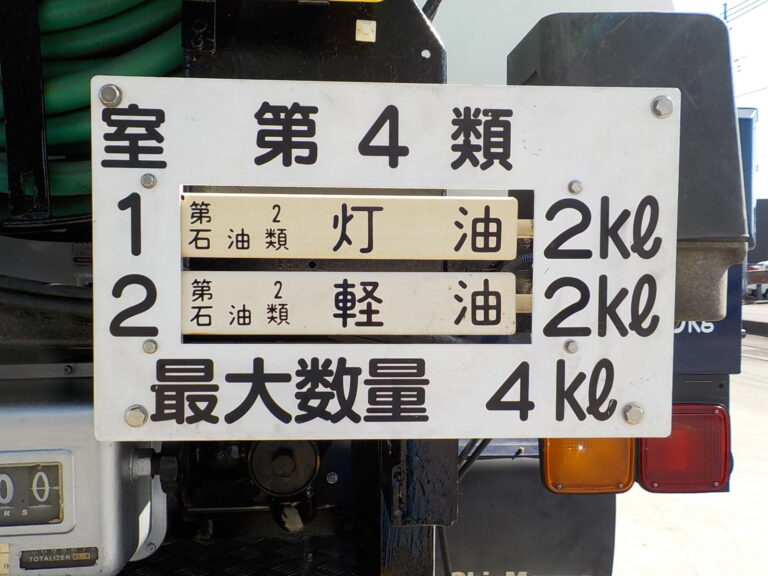 室 第4類
1 第2石油類 灯油 2kℓ
2 第2石油類 軽油 2kℓ
最大数量 4kℓ
TOTALIZER